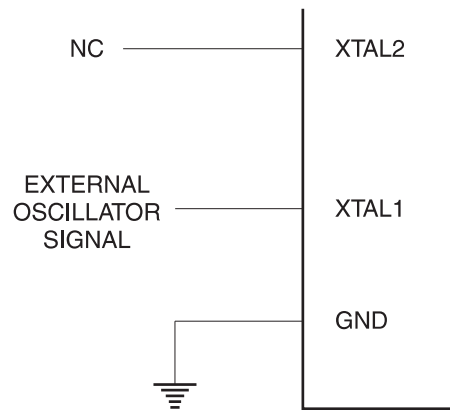 NC
XTAL2
EXTERNAL
OSCILLATOR
SIGNAL
XTAL1
GND